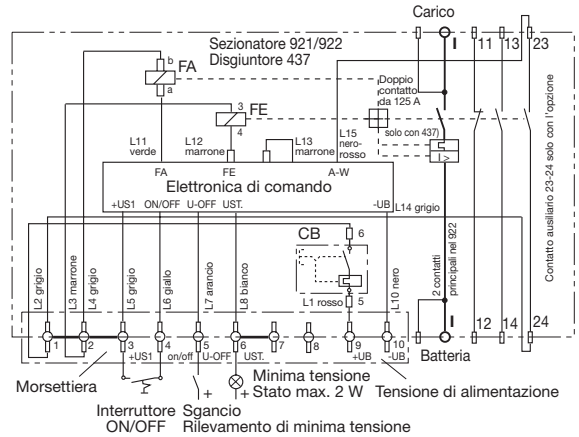 Carico
Sezionatore 921/922
Disgiuntore 437
I
11
13
23
b
FA
a
Doppio
contatto
da 125 A
3
FE
4
solo con 437)
I >
L11
verde
L12
marrone
L13
marrone
L15
nero-
rosso
FA
FE
A-W
Elettronica di comando
+US1
ON/OFF
U-OFF
UST.
-UB
L14 grigio
CB
6
L2 grigio
L3 marrone
L4 grigio
L5 grigio
L6 giallo
L7 arancio
L8 bianco
L1 rosso
5
L10 nero
2 contatti
principali nel 922
Contatto ausiliario 23-24 solo con l'opzione
I
12
14
24
1
2
3
4
5
6
7
8
9
10
+US1
on/off
U-OFF
UST.
+UB
-UB
Batteria
Morsettiera
Minima tensione
Stato max. 2 W
Tensione di alimentazione
+
+
Interruttore
ON/OFF
Sgancio
Rilevamento di minima tensione